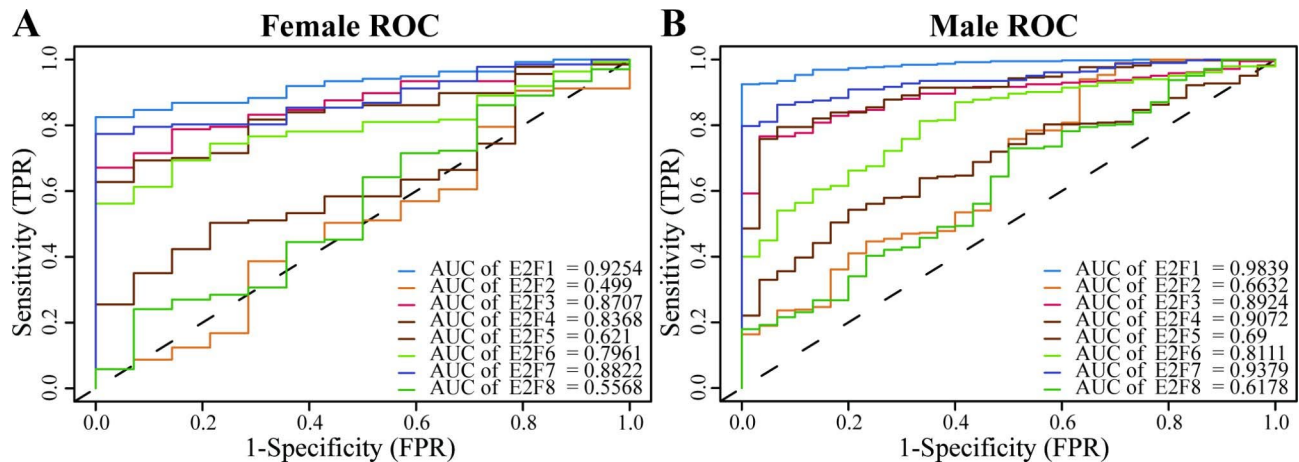 A
Female ROC
Sensitivity (TPR)
1.0
0.8
0.6
0.4
0.2
0.0
AUC of E2F1 = 0.9254
AUC of E2F2 = 0.499
AUC of E2F3 = 0.8707
AUC of E2F4 = 0.8368
AUC of E2F5 = 0.621
AUC of E2F6 = 0.7961
AUC of E2F7 = 0.8822
AUC of E2F8 = 0.5568
0.0 0.2 0.4 0.6 0.8 1.0
1-Specificity (FPR)
B
Male ROC
Sensitivity (TPR)
1.0
0.8
0.6
0.4
0.2
0.0
AUC of E2F1 = 0.9839
AUC of E2F2 = 0.6632
AUC of E2F3 = 0.8924
AUC of E2F4 = 0.9072
AUC of E2F5 = 0.69
AUC of E2F6 = 0.8111
AUC of E2F7 = 0.9379
AUC of E2F8 = 0.6178
0.0 0.2 0.4 0.6 0.8 1.0
1-Specificity (FPR)